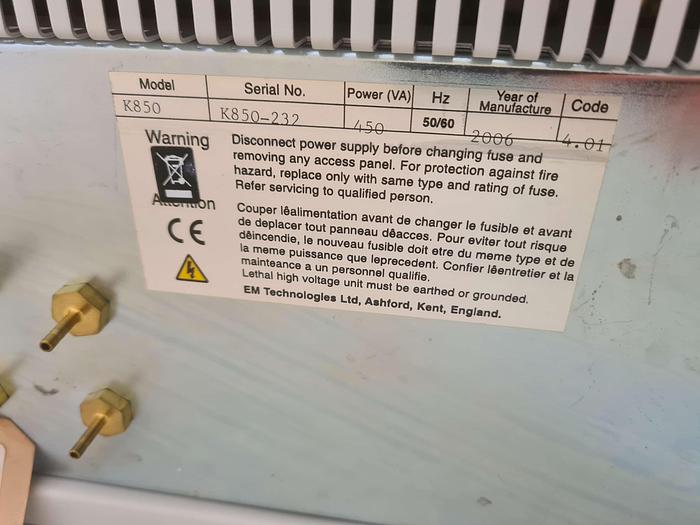 Model Serial No. Power (VA) Hz Year of Manufacture Code
K850 K850-232 450 50/60 2006 4.01
Warning
Disconnect power supply before changing fuse and
removing any access panel. For protection against fire
hazard, replace only with same type and rating of fuse.
Refer servicing to qualified person.
Attention
Couper lêalimentation avant de changer le fusible et avant
de deplacer tout panneau dêacces. Pour eviter tout risque
dêincendie, le nouveau fusible doit etre du meme type et de
la meme puissance que leprecedent. Confier lêentretier et la
mainteance a un personnel qualifie.
CE
Lethal high voltage unit must be earthed or grounded.
EM Technologies Ltd, Ashford, Kent, England.